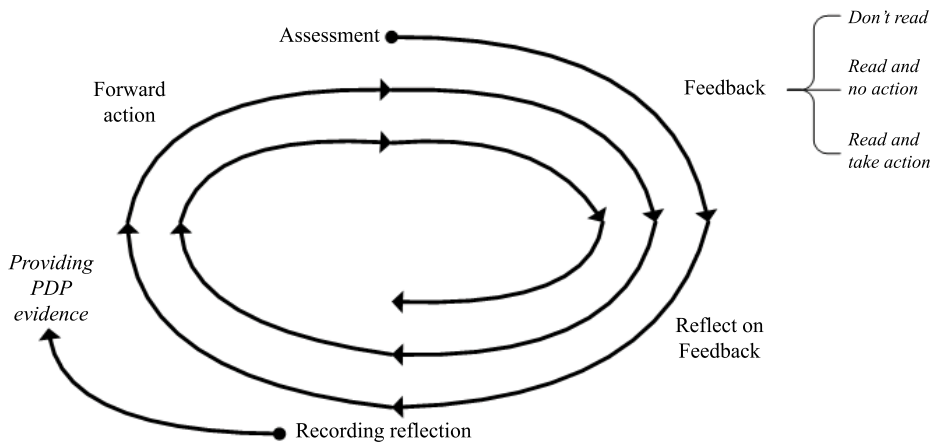 Assessment
Don't read
Feedback
Read and
no action
Read and
take action
Forward
action
Providing
PDP
evidence
Reflect on
Feedback
Recording reflection